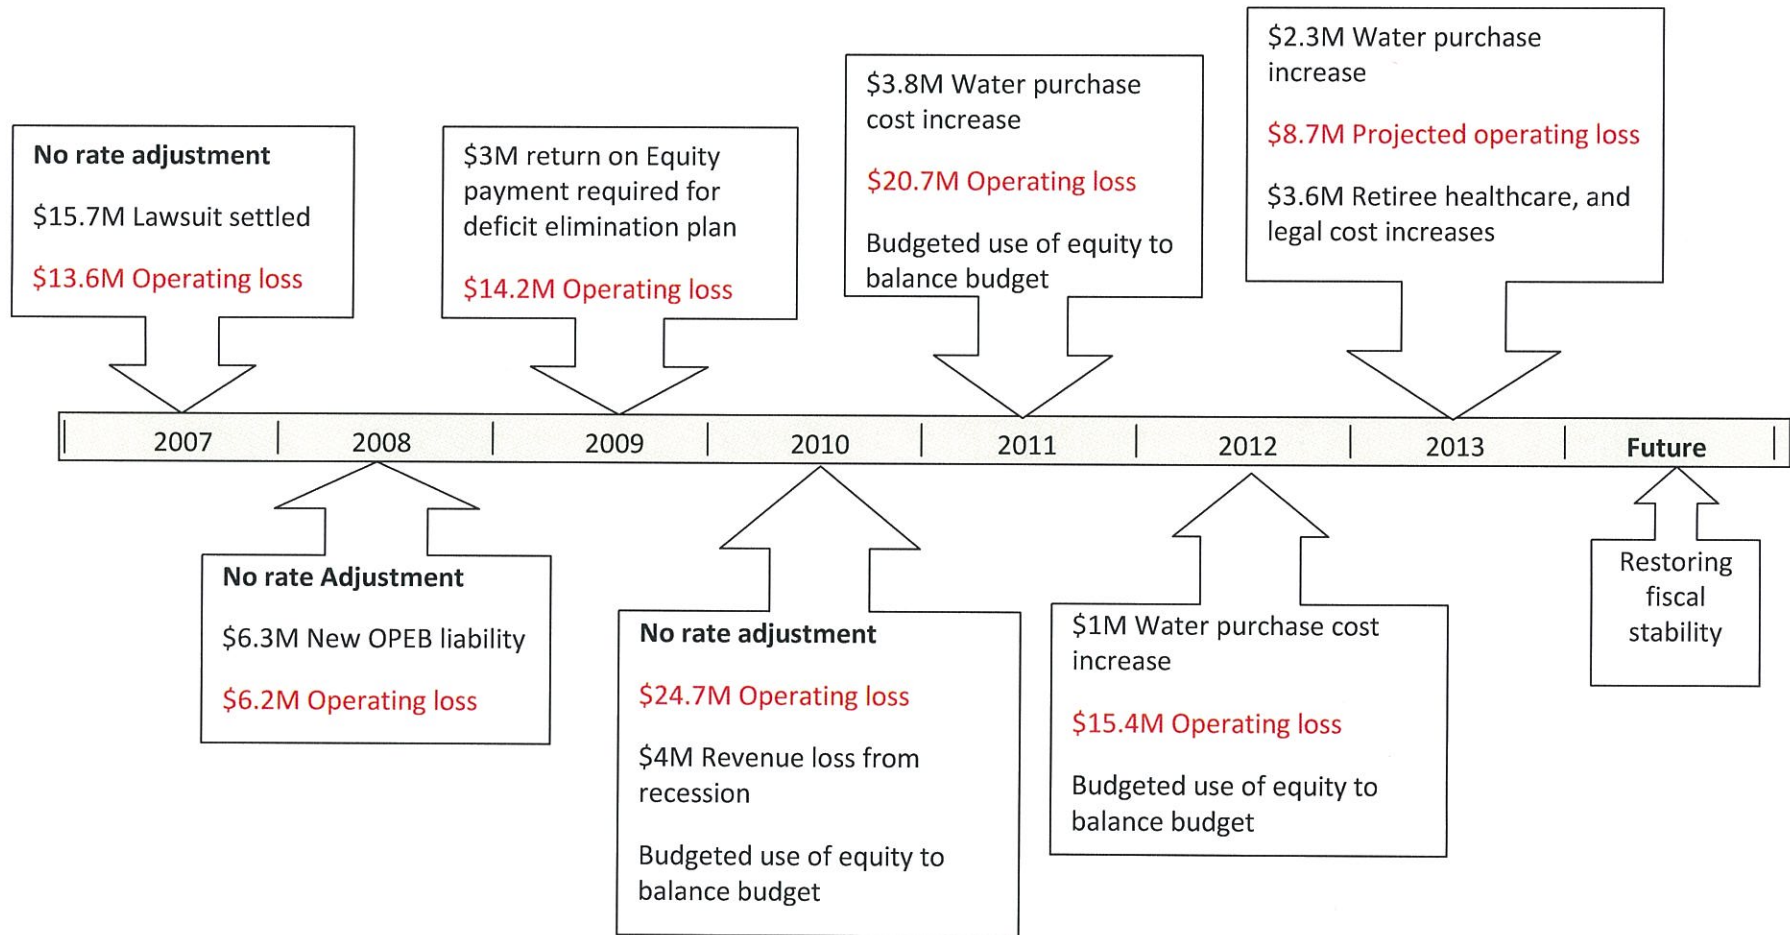 No rate adjustment
$15.7M Lawsuit settled
$13.6M Operating loss
$3M return on Equity
payment required for
deficit elimination plan
$14.2M Operating loss
$3.8M Water purchase
cost increase
$20.7M Operating loss
Budgeted use of equity to
balance budget
$2.3M Water purchase
increase
$8.7M Projected operating loss
$3.6M Retiree healthcare, and
legal cost increases
2007
2008
2009
2010
2011
2012
2013
Future
No rate Adjustment
$6.3M New OPEB liability
$6.2M Operating loss
No rate adjustment
$24.7M Operating loss
$4M Revenue loss from
recession
Budgeted use of equity to
balance budget
$1M Water purchase cost
increase
$15.4M Operating loss
Budgeted use of equity to
balance budget
Restoring
fiscal
stability